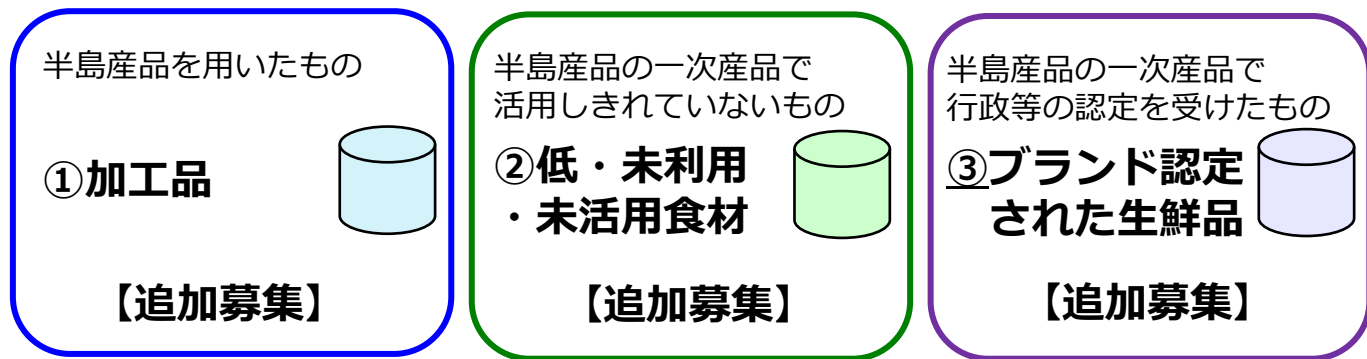 半島産品を用いたもの
①加工品
【追加募集】
半島産品の一次産品で
活用しきれていないもの
②低・未利用
・未活用食材
【追加募集】
半島産品の一次産品で
行政等の認定を受けたもの
③ブランド認定
された生鮮品
【追加募集】